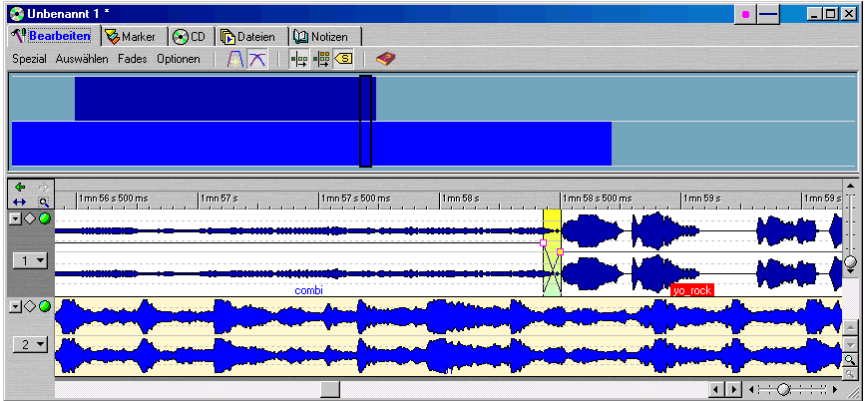 Unbenannt 1 *
Bearbeiten Marker CD Dateien Notizen
Spezial Auswählen Fades Optionen
1 mn 56 s 500 ms 1 mn 57 s 1 mn 57 s 500 ms 1 mn 58 s 1 mn 58 s 500 ms 1 mn 59 s 1 mn 59 s
1
combi yo_rock
2